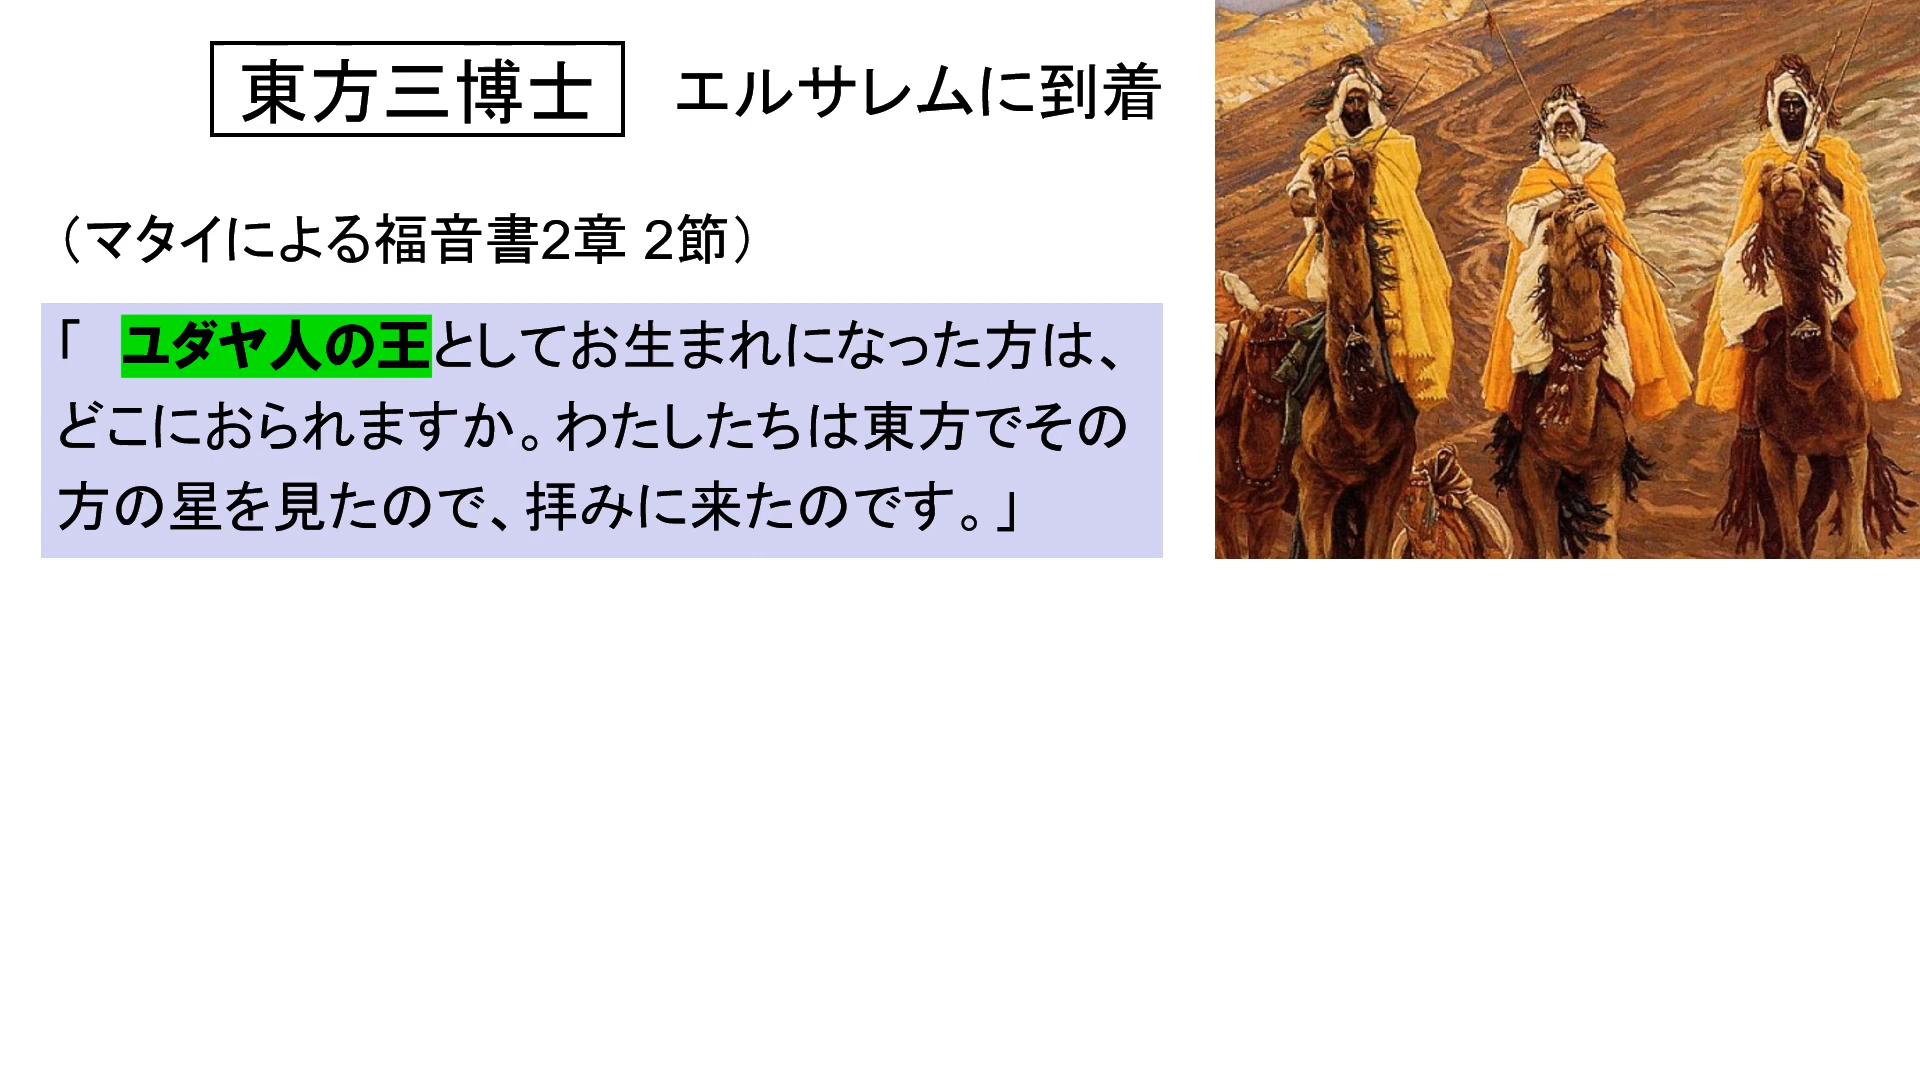 東方三博士　エルサレムに到着
（マタイによる福音書2章 2節）
「　ユダヤ人の王としてお生まれになった方は、
どこにおられますか。わたしたちは東方でその
方の星を見たので、拝みに来たのです。」